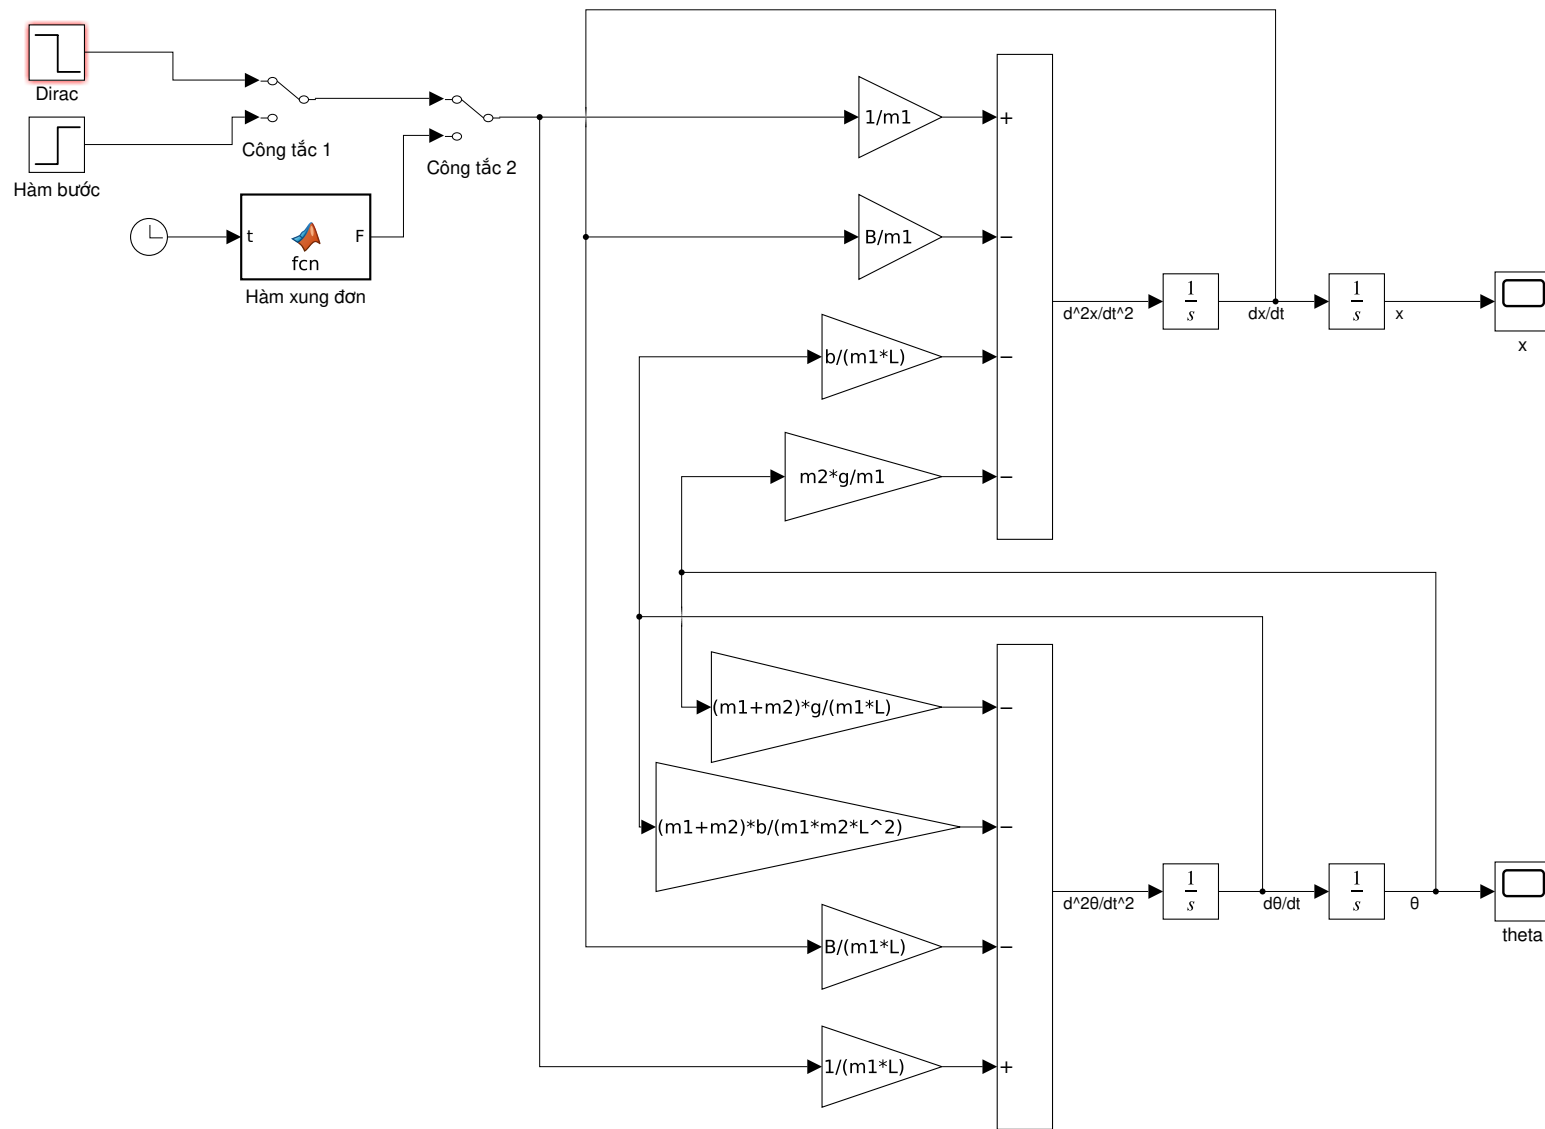 Dirac
Hàm bước
Công tắc 1
Công tắc 2
t
F
fcn
Hàm xung đơn
1/m1
+
B/m1
−
b/(m1*L)
−
m2*g/m1
−
d^2x/dt^2
1
s
dx/dt
1
s
x
x
(m1+m2)*g/(m1*L)
−
(m1+m2)*b/(m1*m2*L^2)
−
B/(m1*L)
−
1/(m1*L)
+
d^2θ/dt^2
1
s
dθ/dt
1
s
θ
theta